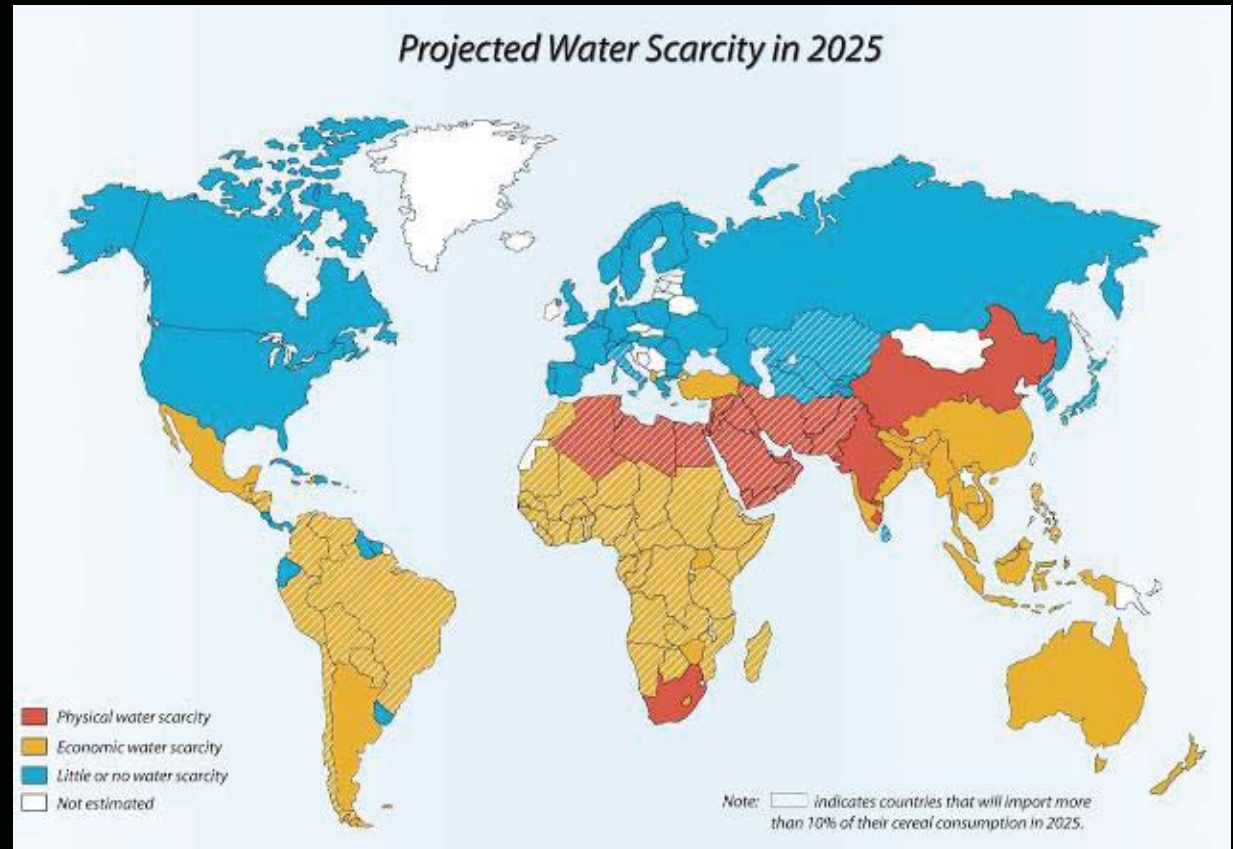 Projected Water Scarcity in 2025
Physical water scarcity
Economic water scarcity
Little or no water scarcity
Not estimated
Note: indicates countries that will import more
than 10% of their cereal consumption in 2025.